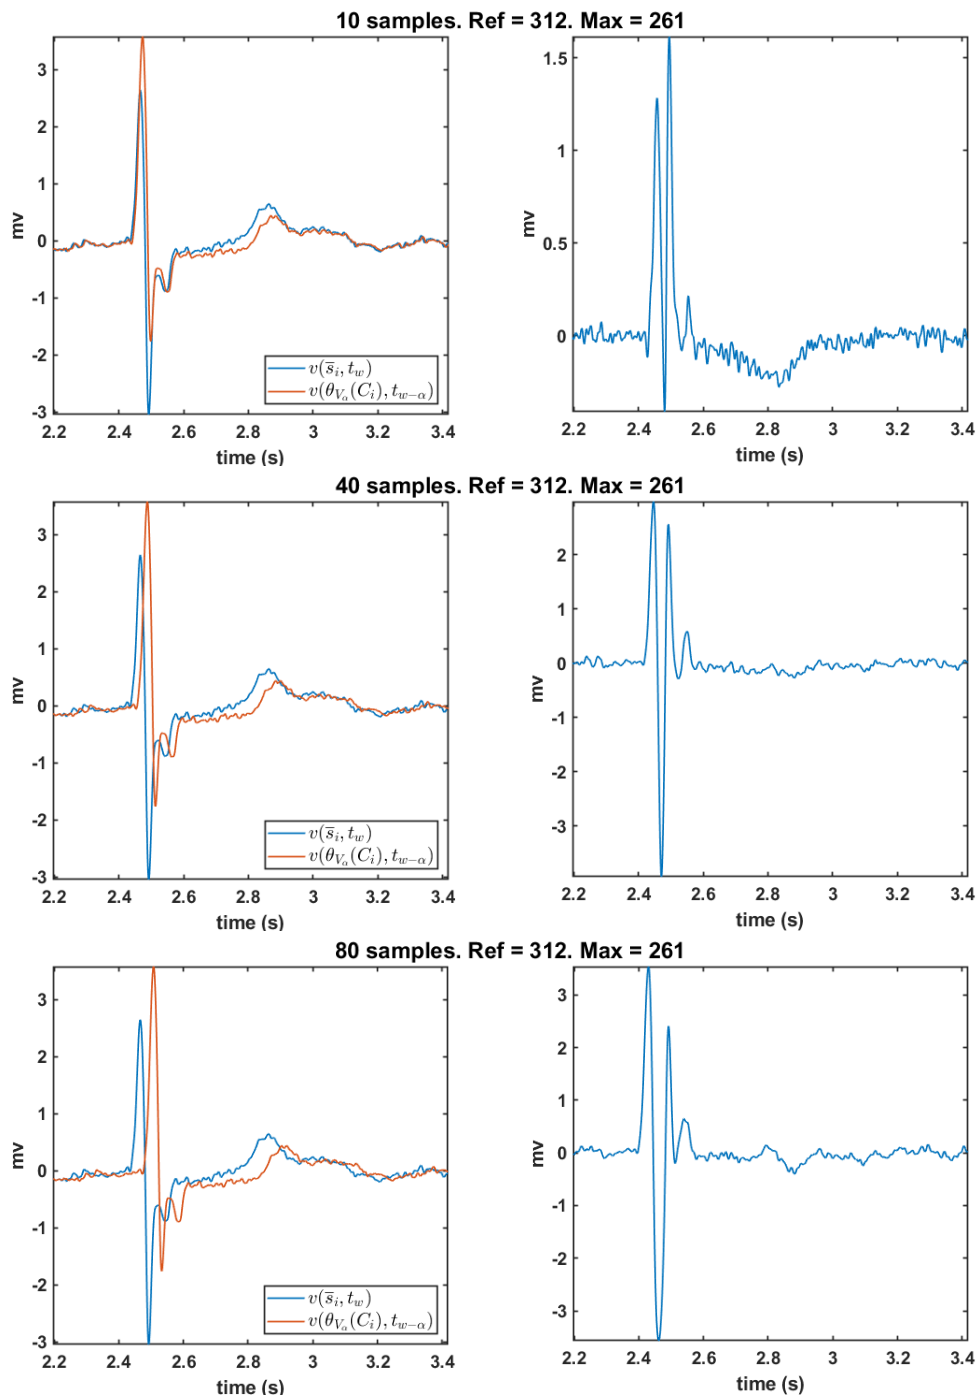 10 samples. Ref = 312. Max = 261
3
2
1
0
-1
-2
-3
mv
v(s̅ᵢ, t_w)
v(θ_{V_α}(Cᵢ), t_{w−α})
2.2 2.4 2.6 2.8 3 3.2 3.4
time (s)
1.5
1
0.5
0
mv
2.2 2.4 2.6 2.8 3 3.2 3.4
time (s)
40 samples. Ref = 312. Max = 261
3
2
1
0
-1
-2
-3
mv
v(s̅ᵢ, t_w)
v(θ_{V_α}(Cᵢ), t_{w−α})
2.2 2.4 2.6 2.8 3 3.2 3.4
time (s)
2
1
0
-1
-2
-3
mv
2.2 2.4 2.6 2.8 3 3.2 3.4
time (s)
80 samples. Ref = 312. Max = 261
3
2
1
0
-1
-2
-3
mv
v(s̅ᵢ, t_w)
v(θ_{V_α}(Cᵢ), t_{w−α})
2.2 2.4 2.6 2.8 3 3.2 3.4
time (s)
3
2
1
0
-1
-2
-3
mv
2.2 2.4 2.6 2.8 3 3.2 3.4
time (s)